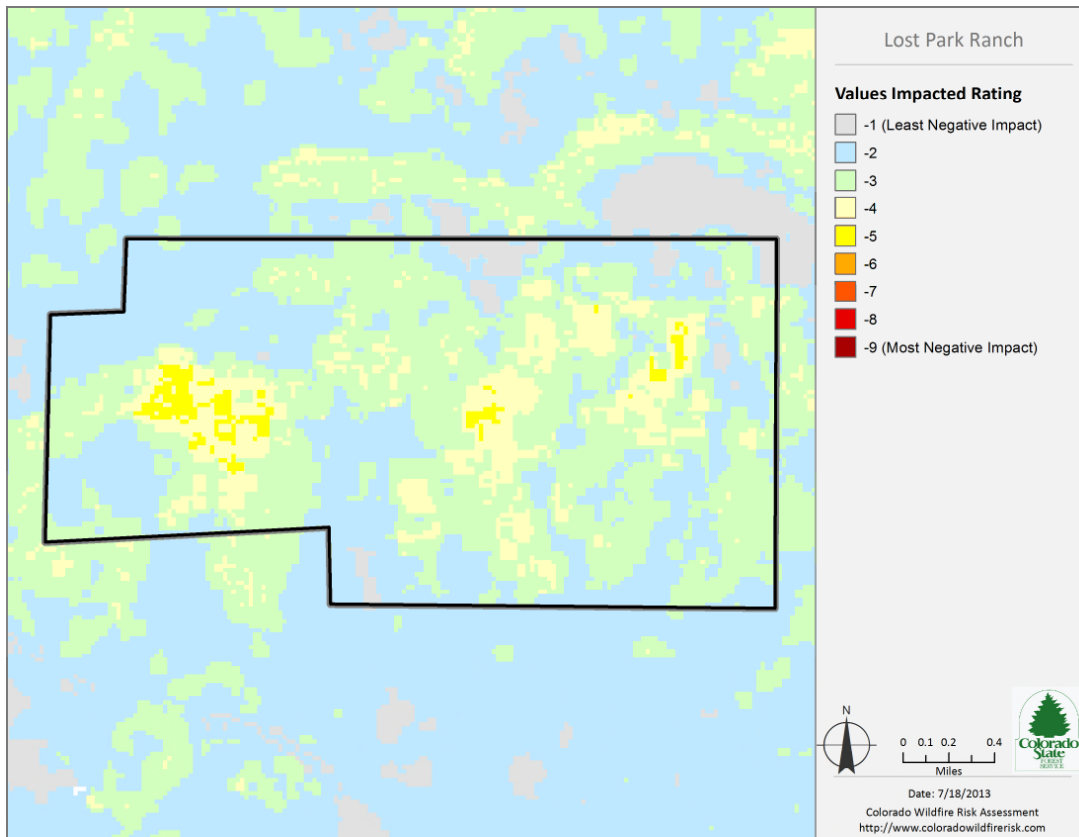 Lost Park Ranch
Values Impacted Rating
-1 (Least Negative Impact)
-2
-3
-4
-5
-6
-7
-8
-9 (Most Negative Impact)
N
0 0.1 0.2 0.4
Miles
Colorado
State
FOREST
SERVICE
Date: 7/18/2013
Colorado Wildfire Risk Assessment
http://www.coloradowildfirerisk.com